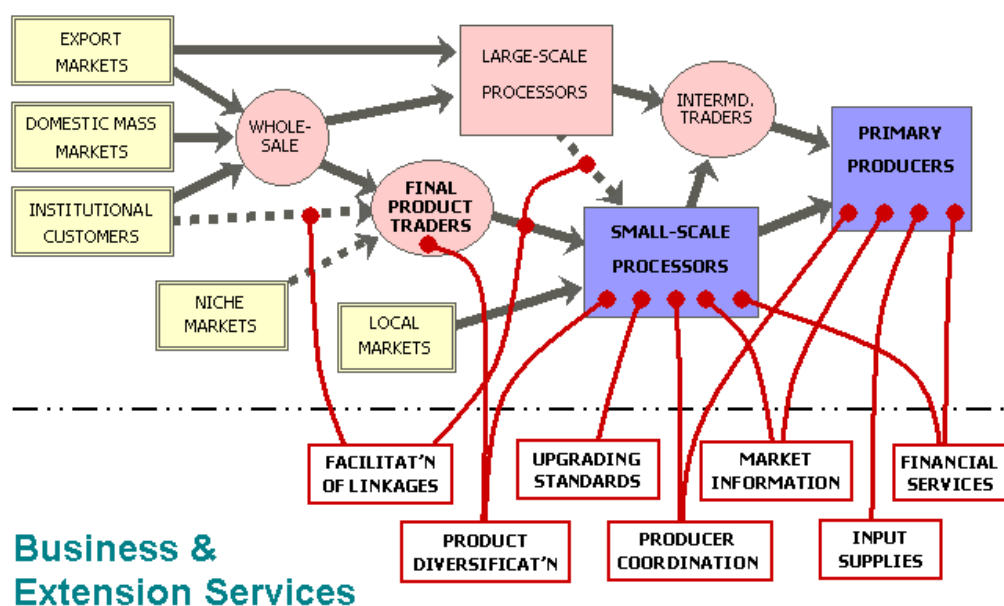 EXPORT
MARKETS
DOMESTIC MASS
MARKETS
INSTITUTIONAL
CUSTOMERS
NICHE
MARKETS
LOCAL
MARKETS
WHOLE-
SALE
FINAL
PRODUCT
TRADERS
LARGE-SCALE
PROCESSORS
INTERMD.
TRADERS
SMALL-SCALE
PROCESSORS
PRIMARY
PRODUCERS
FACILITAT'N
OF LINKAGES
PRODUCT
DIVERSIFICAT'N
UPGRADING
STANDARDS
PRODUCER
COORDINATION
MARKET
INFORMATION
INPUT
SUPPLIES
FINANCIAL
SERVICES
Business &
Extension Services